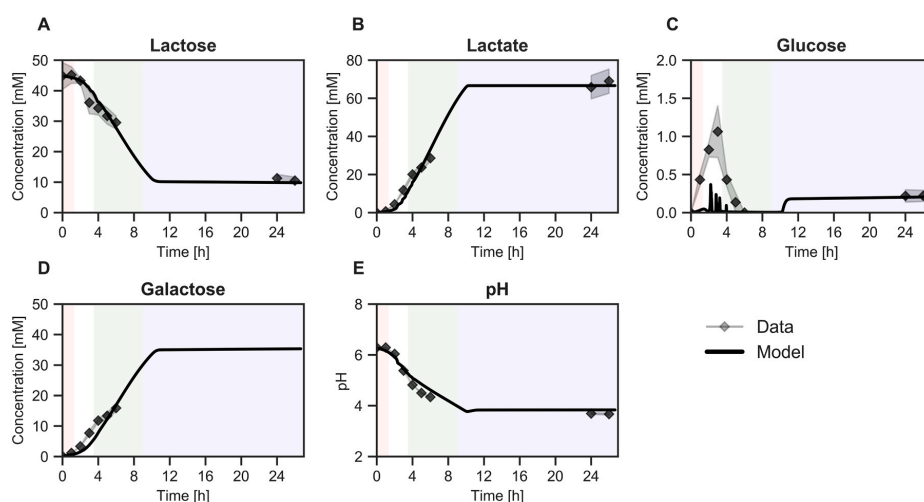 A
Lactose
Concentration [mM]
50
40
30
20
10
0
0 4 8 12 16 20 24
Time [h]
B
Lactate
Concentration [mM]
80
60
40
20
0
0 4 8 12 16 20 24
Time [h]
C
Glucose
Concentration [mM]
2.0
1.5
1.0
0.5
0.0
0 4 8 12 16 20 24
Time [h]
D
Galactose
Concentration [mM]
50
40
30
20
10
0
0 4 8 12 16 20 24
Time [h]
E
pH
pH
8
6
4
2
0 4 8 12 16 20 24
Time [h]
Data
Model